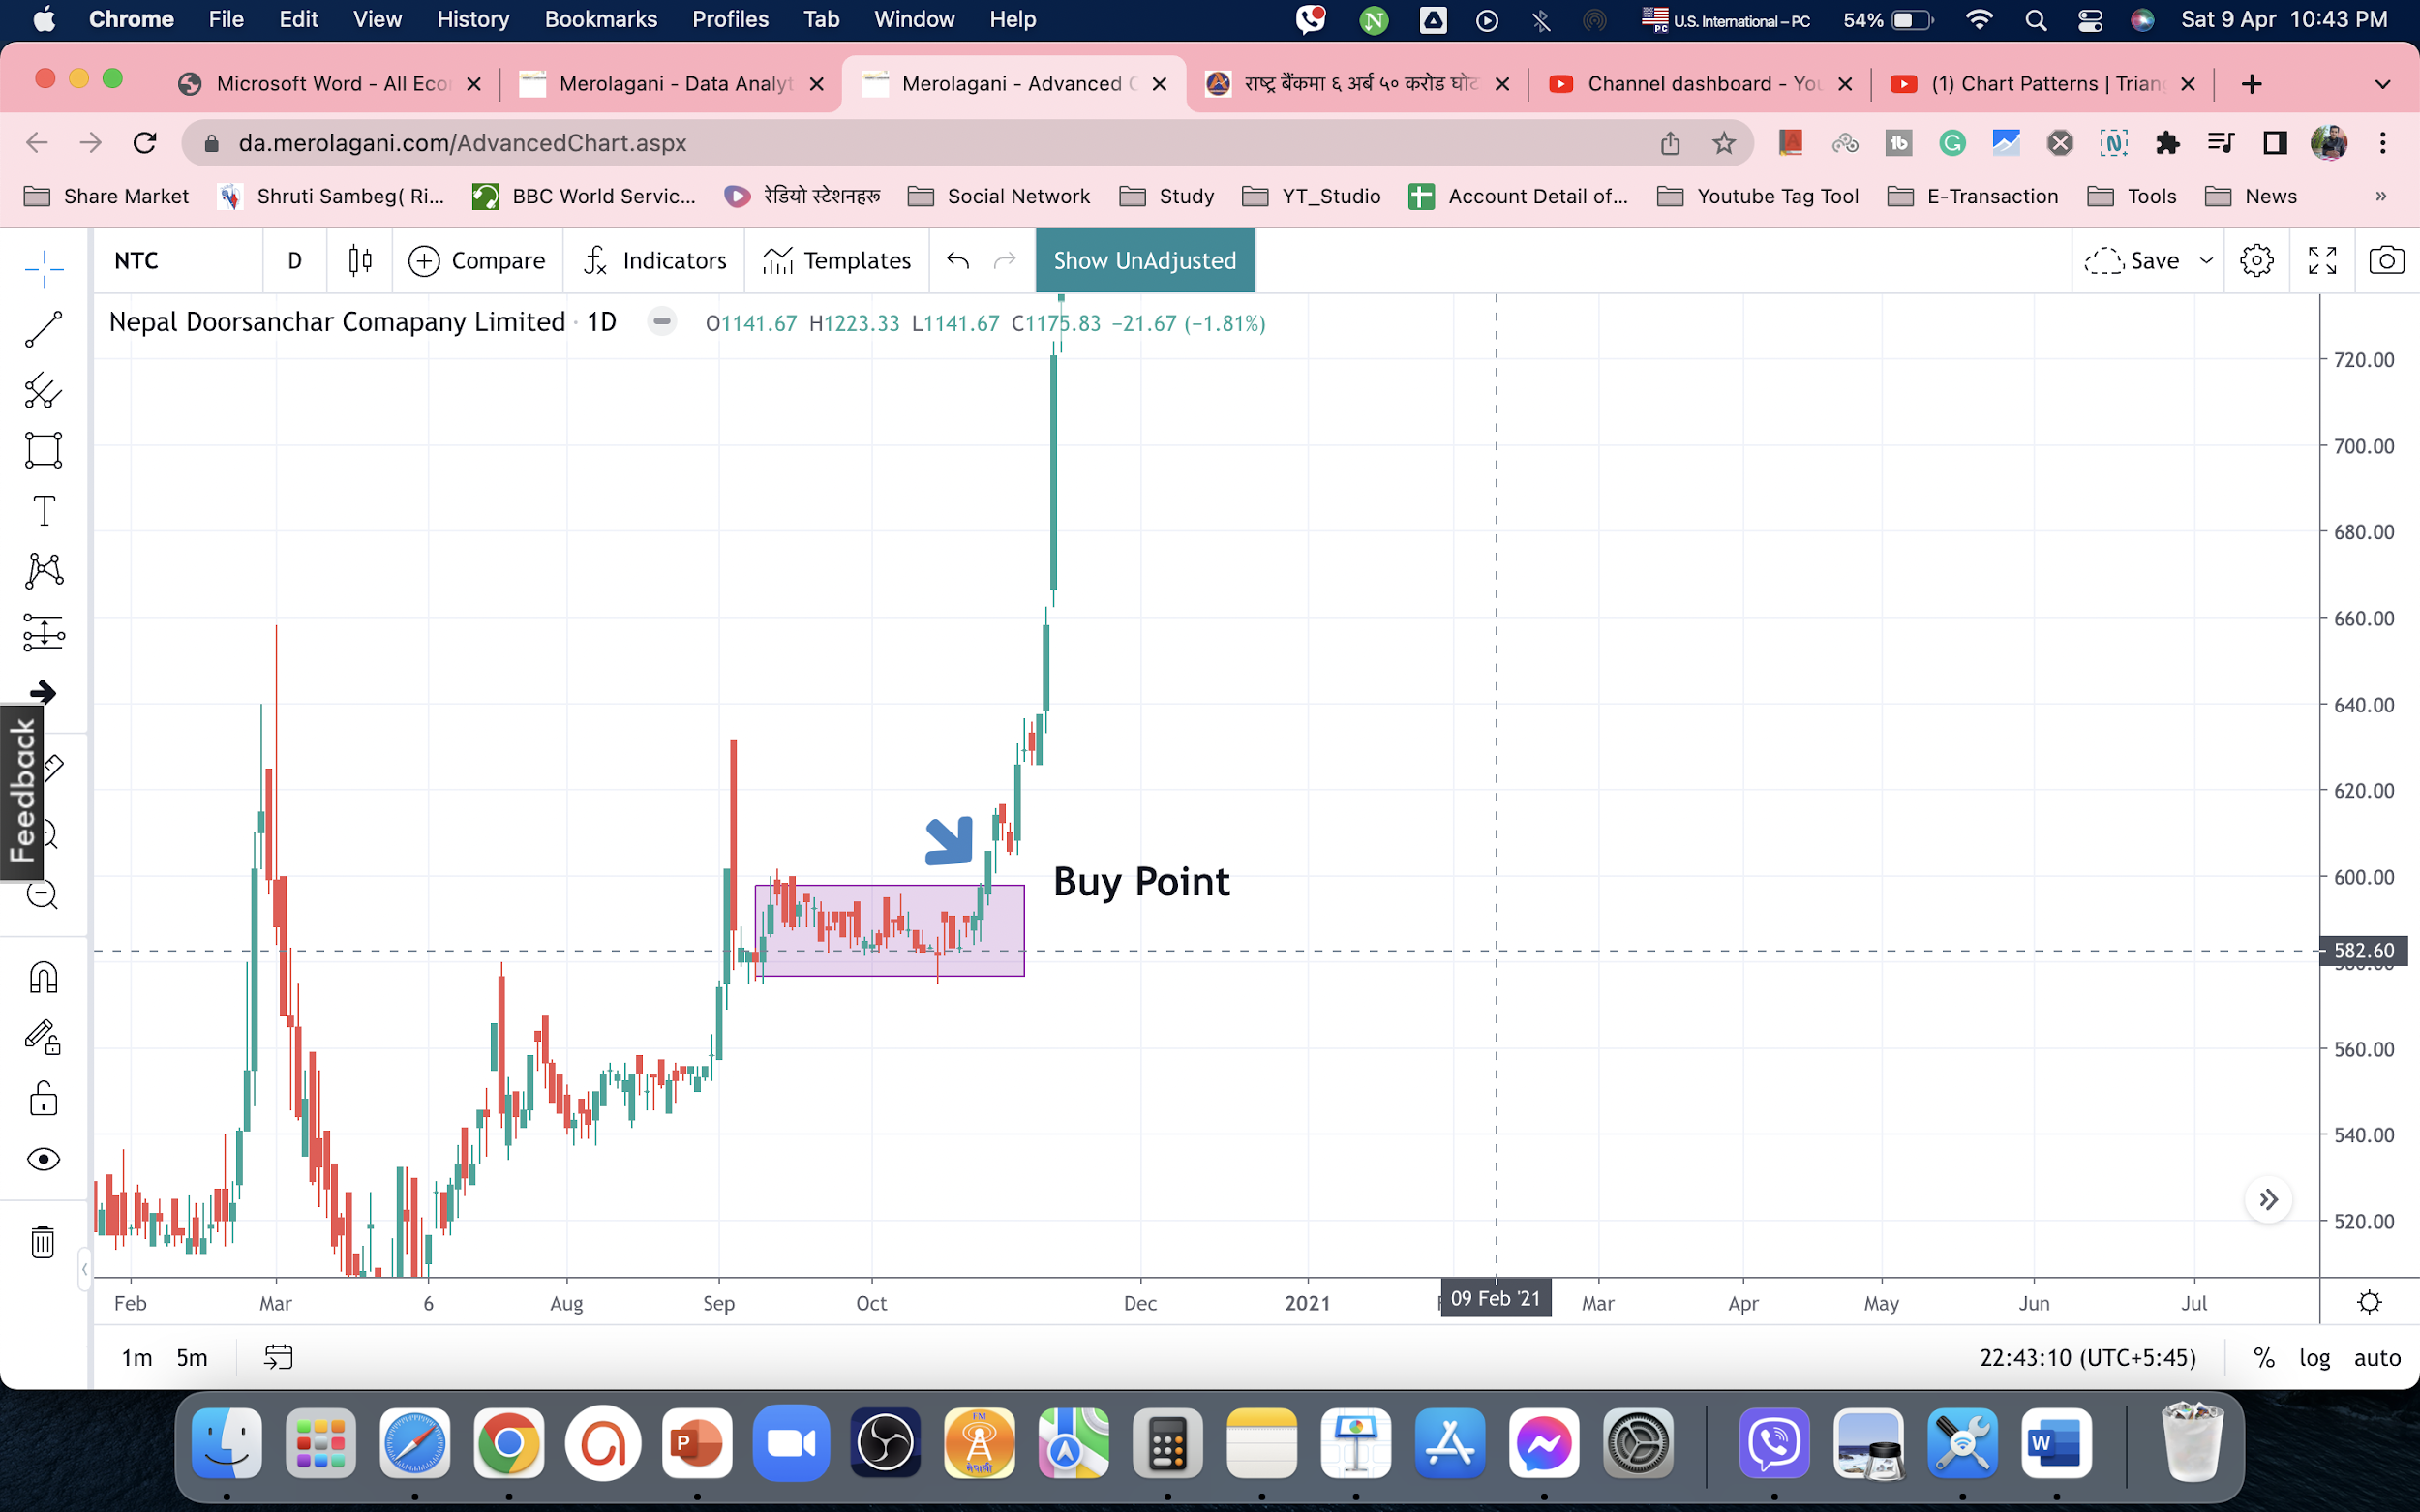 Chrome File Edit View History Bookmarks Profiles Tab Window Help U.S. International – PC 54% Sat 9 Apr 10:43 PM
Microsoft Word - All Eco Merolagani - Data Analyt Merolagani - Advanced C राष्ट्र बैंकमा ६ अर्ब ५० करोड घोट Channel dashboard - You (1) Chart Patterns | Trian
da.merolagani.com/AdvancedChart.aspx
Share Market Shruti Sambeg( Ri... BBC World Servic... रेडियो स्टेशनहरू Social Network Study YT_Studio Account Detail of... Youtube Tag Tool E-Transaction Tools News »
NTC D Compare Indicators Templates Show UnAdjusted Save
Nepal Doorsanchar Comapany Limited · 1D O1141.67 H1223.33 L1141.67 C1175.83 −21.67 (−1.81%)
720.00
700.00
680.00
660.00
640.00
Feedback
620.00
Buy Point
600.00
582.60
560.00
540.00
520.00
Feb Mar 6 Aug Sep Oct Dec 2021 09 Feb '21 Mar Apr May Jun Jul
1m 5m 22:43:10 (UTC+5:45) % log auto